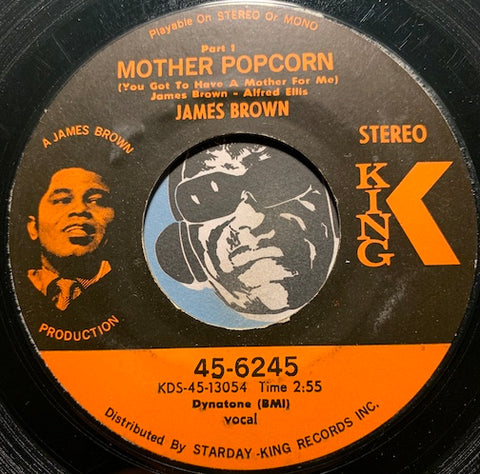 Playable On STEREO Or MONO
Part 1
MOTHER POPCORN
(You Got To Have A Mother For Me)
James Brown - Alfred Ellis
JAMES BROWN
A JAMES BROWN
PRODUCTION
STEREO
KING
45-6245
KDS-45-13054 Time 2:55
Dynatone (BMI)
vocal
Distributed By STARDAY-KING RECORDS INC.